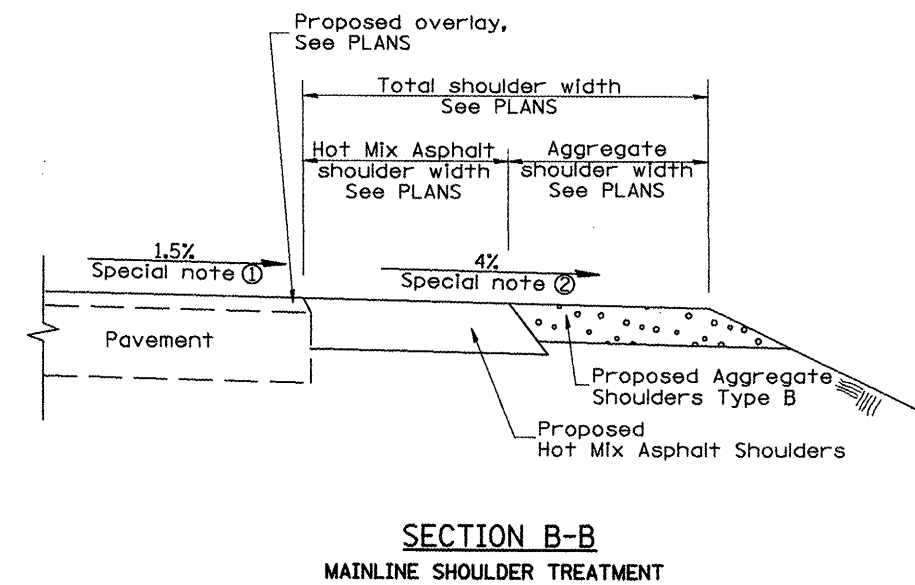 Proposed overlay,
See PLANS
Total shoulder width
See PLANS
Hot Mix Asphalt
shoulder width
See PLANS
Aggregate
shoulder width
See PLANS
1.5%
Special note ①
4%
Special note ②
Pavement
Proposed Aggregate
Shoulders Type B
Proposed
Hot Mix Asphalt Shoulders
SECTION B-B
MAINLINE SHOULDER TREATMENT